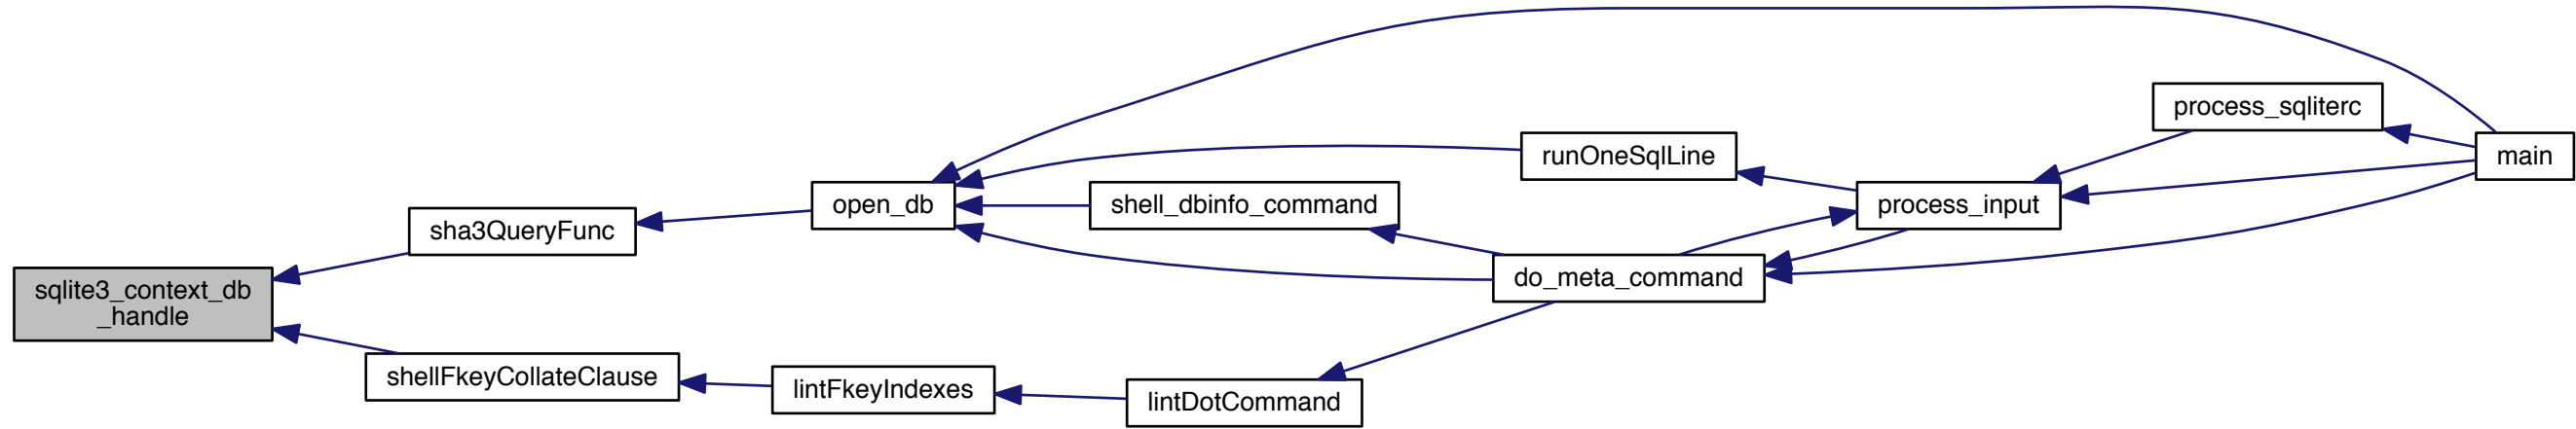 sqlite3_context_db
_handle
sha3QueryFunc
shellFkeyCollateClause
open_db
lintFkeyIndexes
shell_dbinfo_command
lintDotCommand
runOneSqlLine
do_meta_command
process_input
process_sqliterc
main